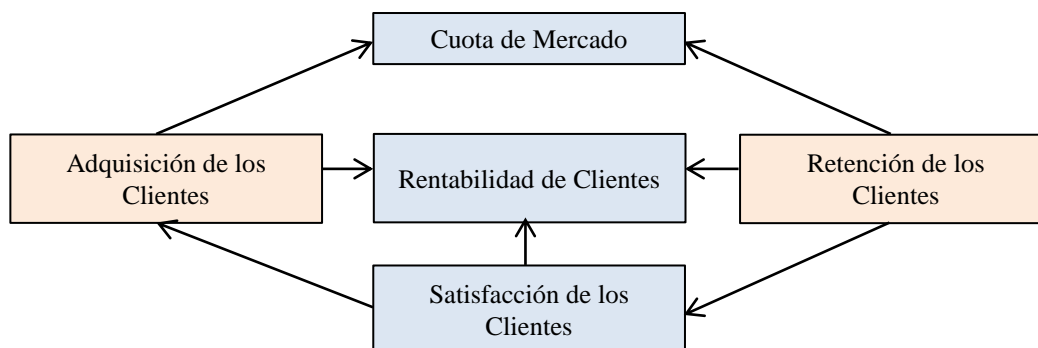 Cuota de Mercado
Adquisición de los
Clientes
Rentabilidad de Clientes
Retención de los
Clientes
Satisfacción de los
Clientes